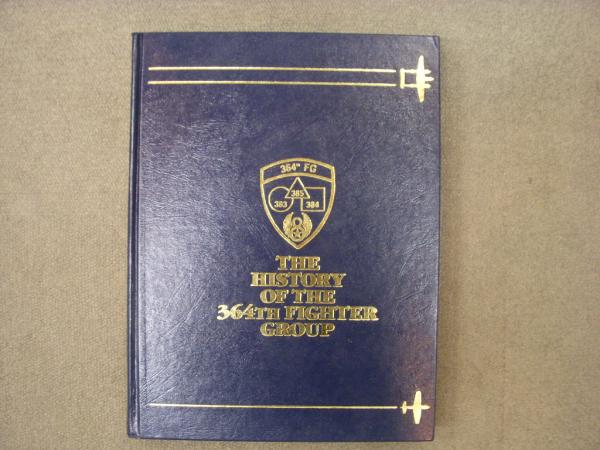 364TH FG
385
383 384
THE
HISTORY
OF THE
364TH FIGHTER
GROUP